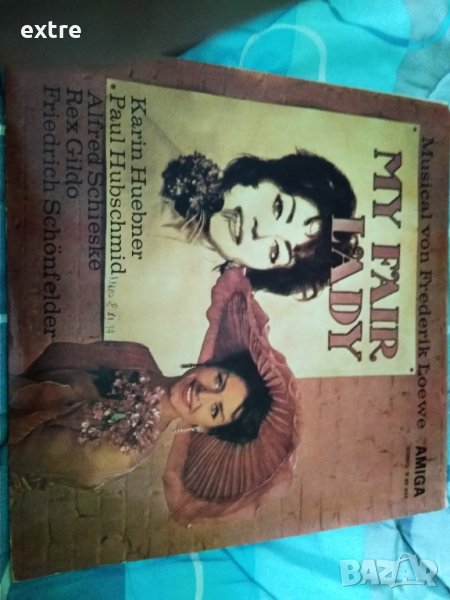 extre
Musical von Frederik Loewe
AMIGA
MY FAIR
LADY
Karin Huebner
Paul Hubschmid
Alfred Schieske
Rex Gildo
Friedrich Schönfelder
BAZAR